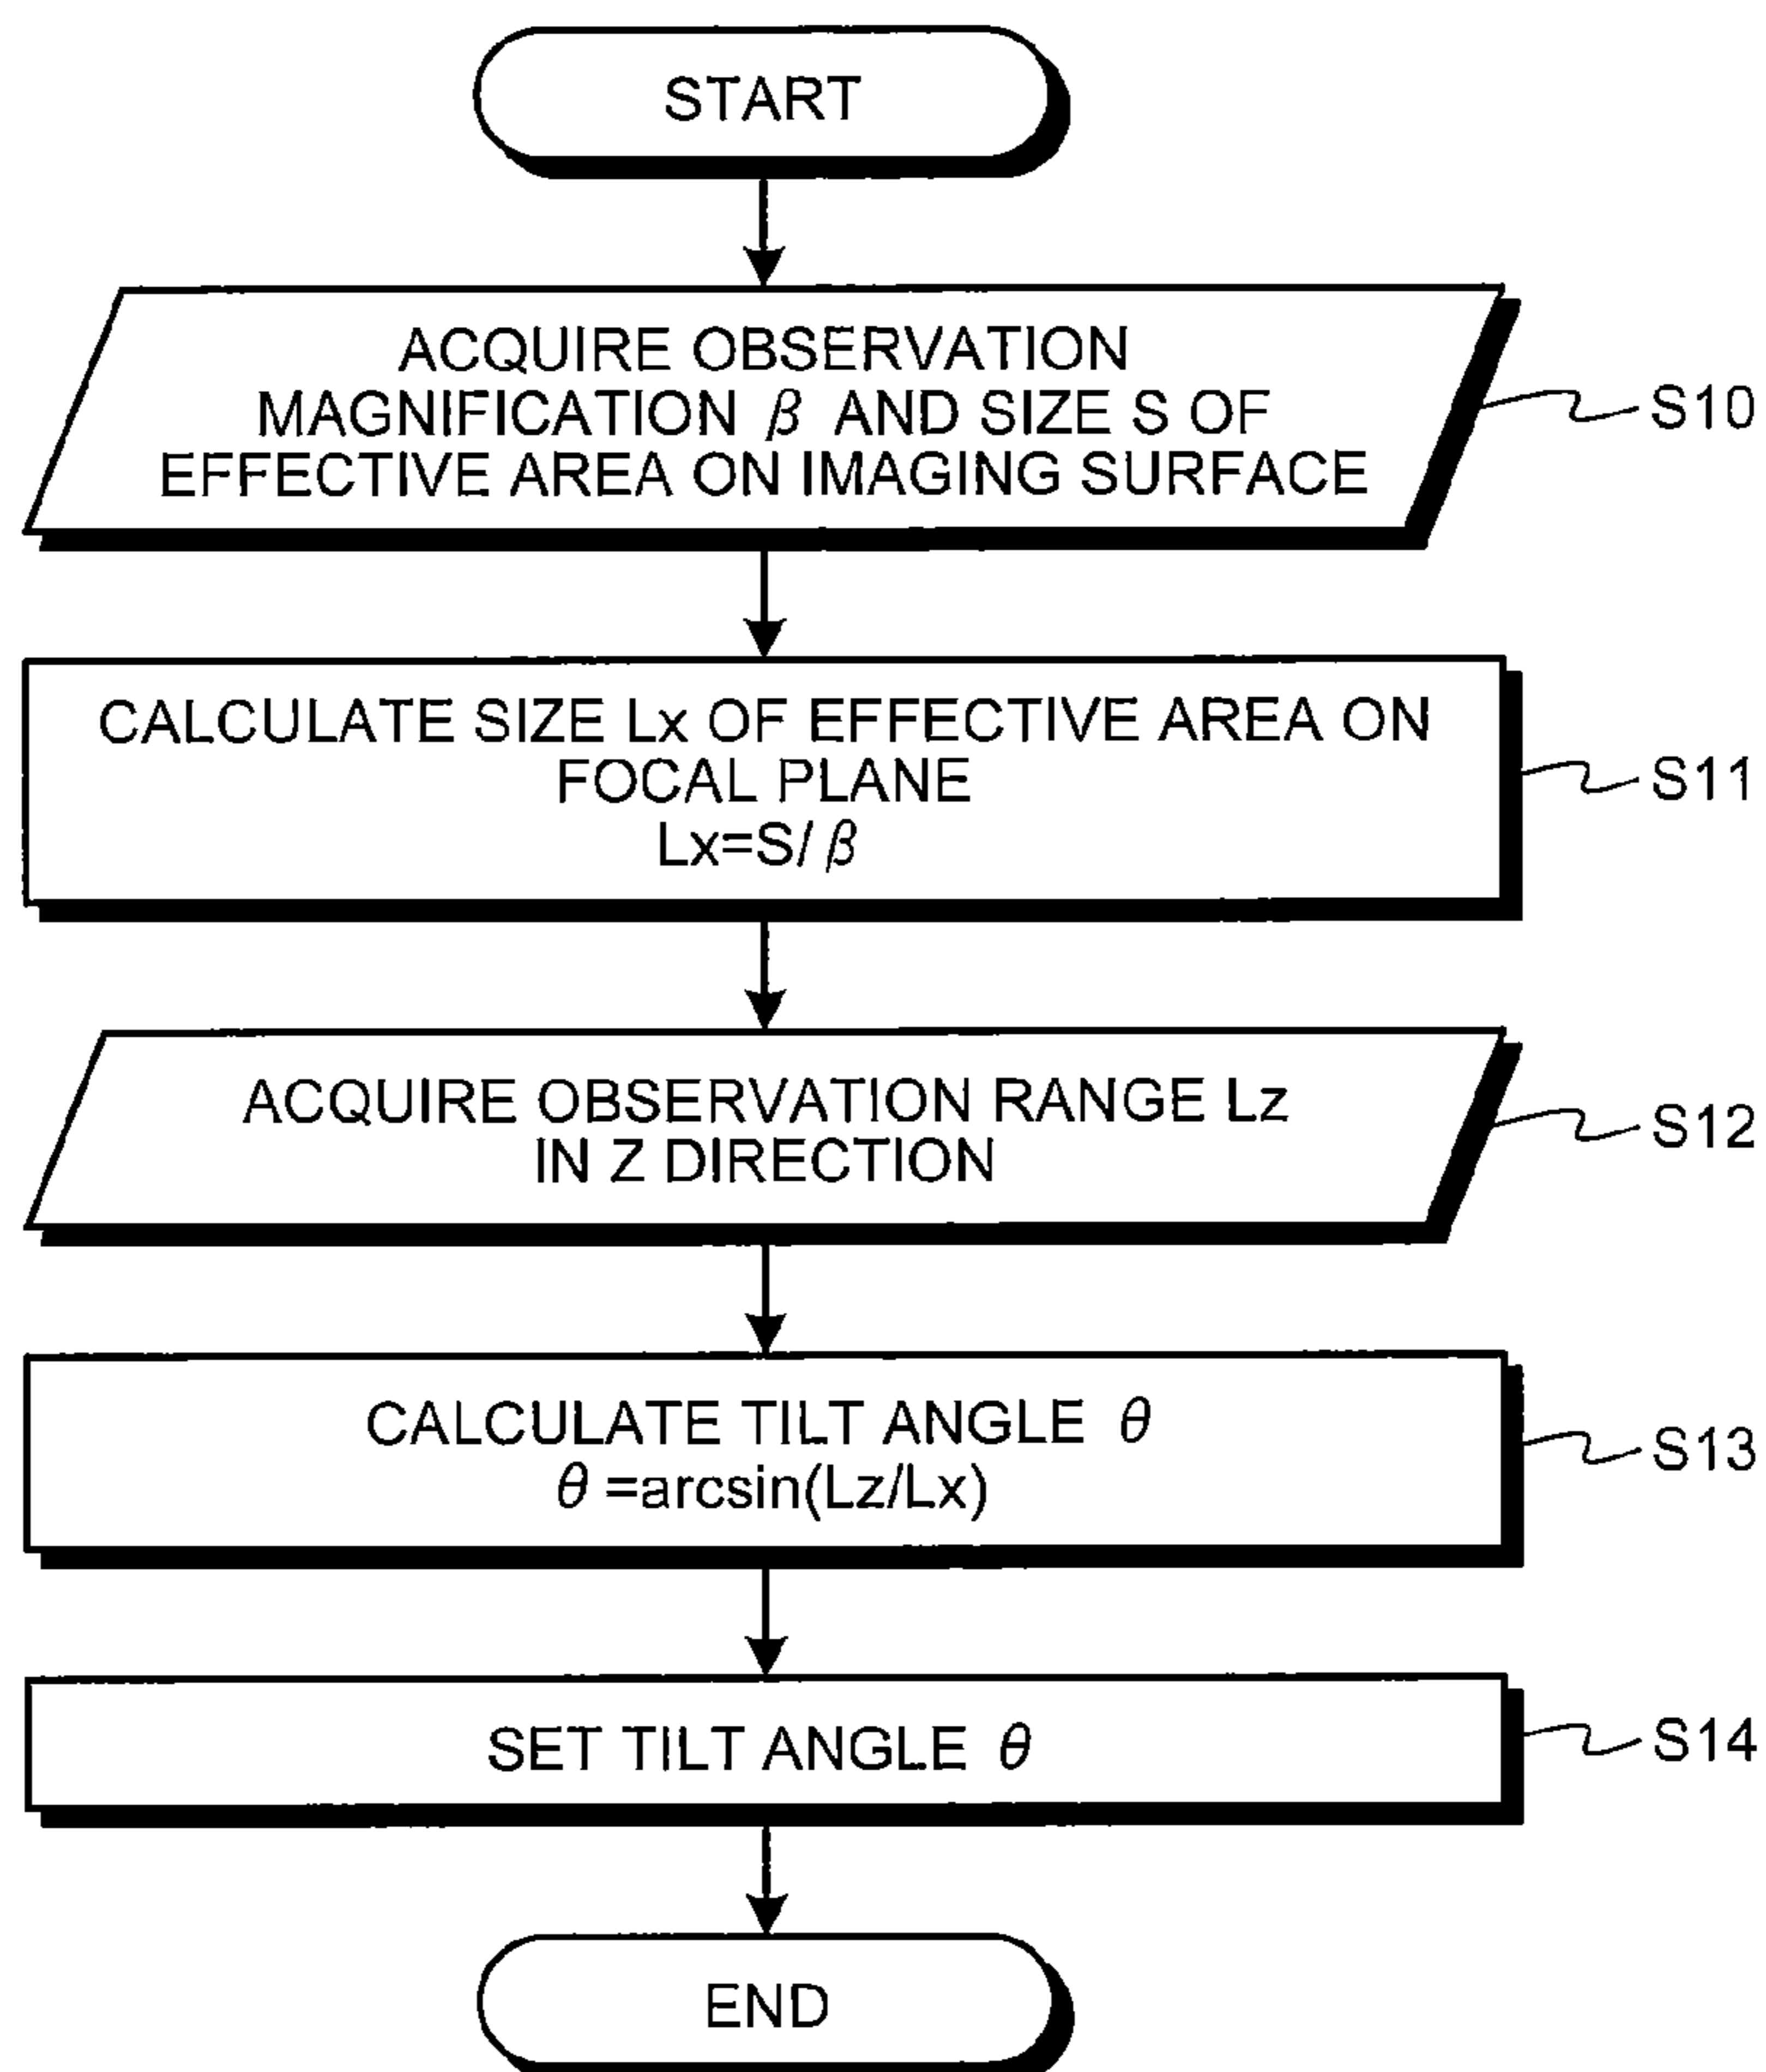 START
ACQUIRE OBSERVATION
MAGNIFICATION β AND SIZE S OF
EFFECTIVE AREA ON IMAGING SURFACE
S10
CALCULATE SIZE Lx OF EFFECTIVE AREA ON
FOCAL PLANE
Lx=S/β
S11
ACQUIRE OBSERVATION RANGE Lz
IN Z DIRECTION
S12
CALCULATE TILT ANGLE θ
θ=arcsin(Lz/Lx)
S13
SET TILT ANGLE θ
S14
END